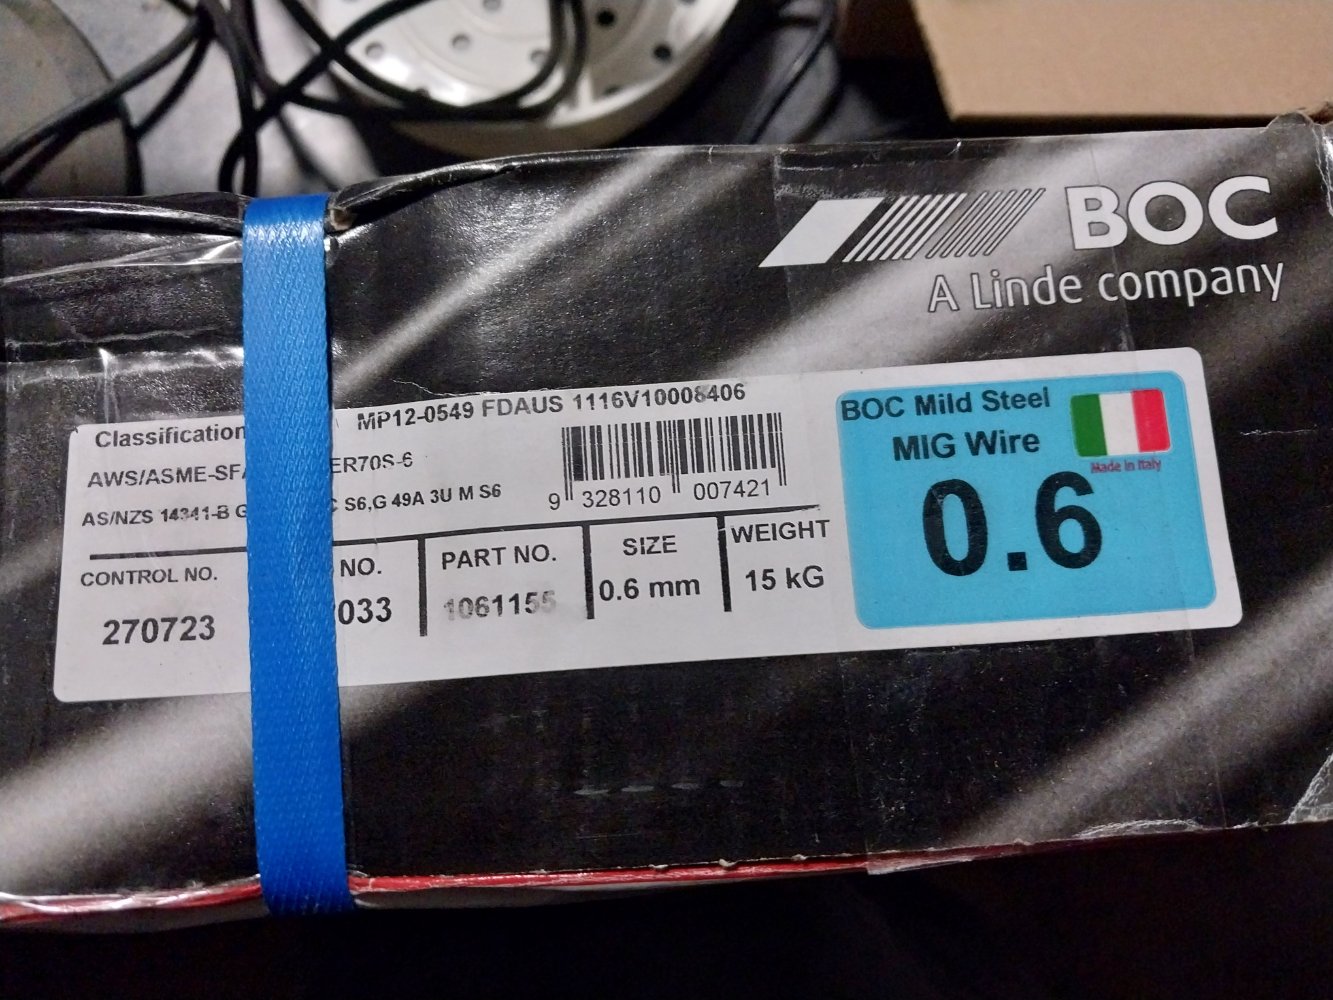 BOC
A Linde company
MP12-0549 FDAUS 1116V10008406
Classification
AWS/ASME-SF ER70S-6
AS/NZS 14341-B G C S6,G 49A 3U M S6
9 328110 007421
CONTROL NO.
270723
NO.
033
PART NO.
1061155
SIZE
0.6 mm
WEIGHT
15 kG
BOC Mild Steel
MIG Wire
Made in Italy
0.6